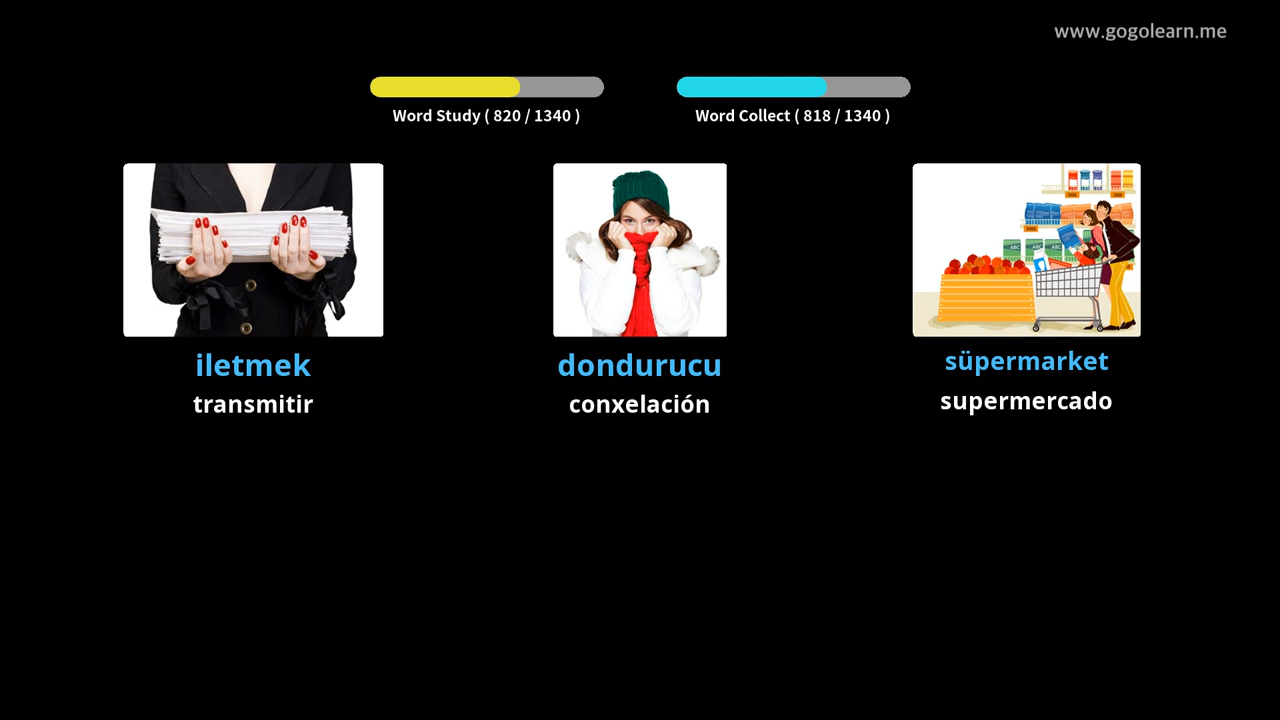 www.gogolearn.me
Word Study ( 820 / 1340 )
Word Collect ( 818 / 1340 )
iletmek
transmitir
dondurucu
conxelación
süpermarket
supermercado